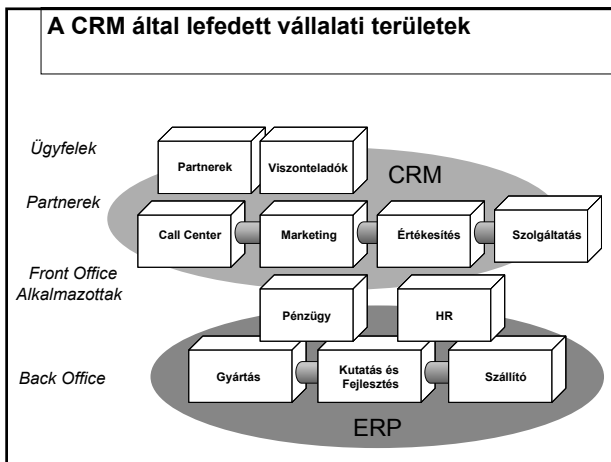 A CRM által lefedett vállalati területek
Ügyfelek
Partnerek
Viszonteladók
CRM
Partnerek
Call Center
Marketing
Értékesítés
Szolgáltatás
Front Office
Alkalmazottak
Pénzügy
HR
Back Office
Gyártás
Kutatás és
Fejlesztés
Szállító
ERP